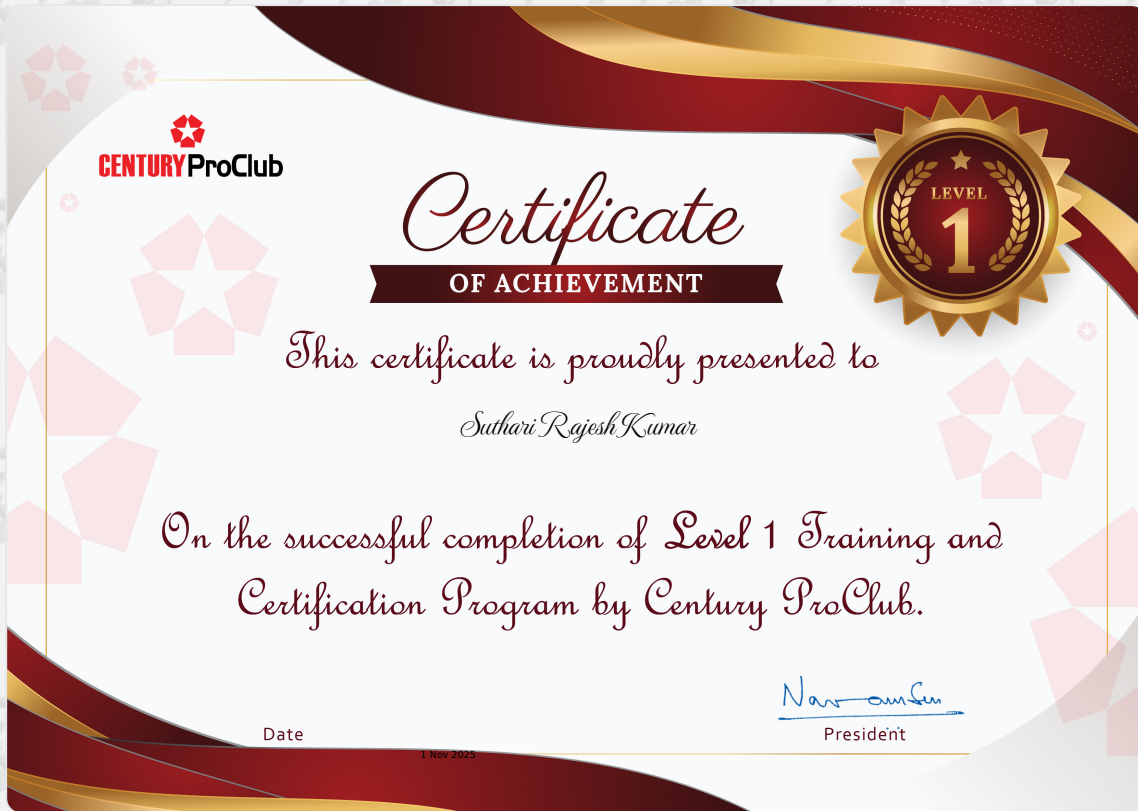 CENTURY ProClub
LEVEL
1
Certificate
OF ACHIEVEMENT
This certificate is proudly presented to
Suthari Rajesh Kumar
On the successful completion of Level 1 Training and
Certification Program by Century ProClub.
Date
President
1 Nov 2025